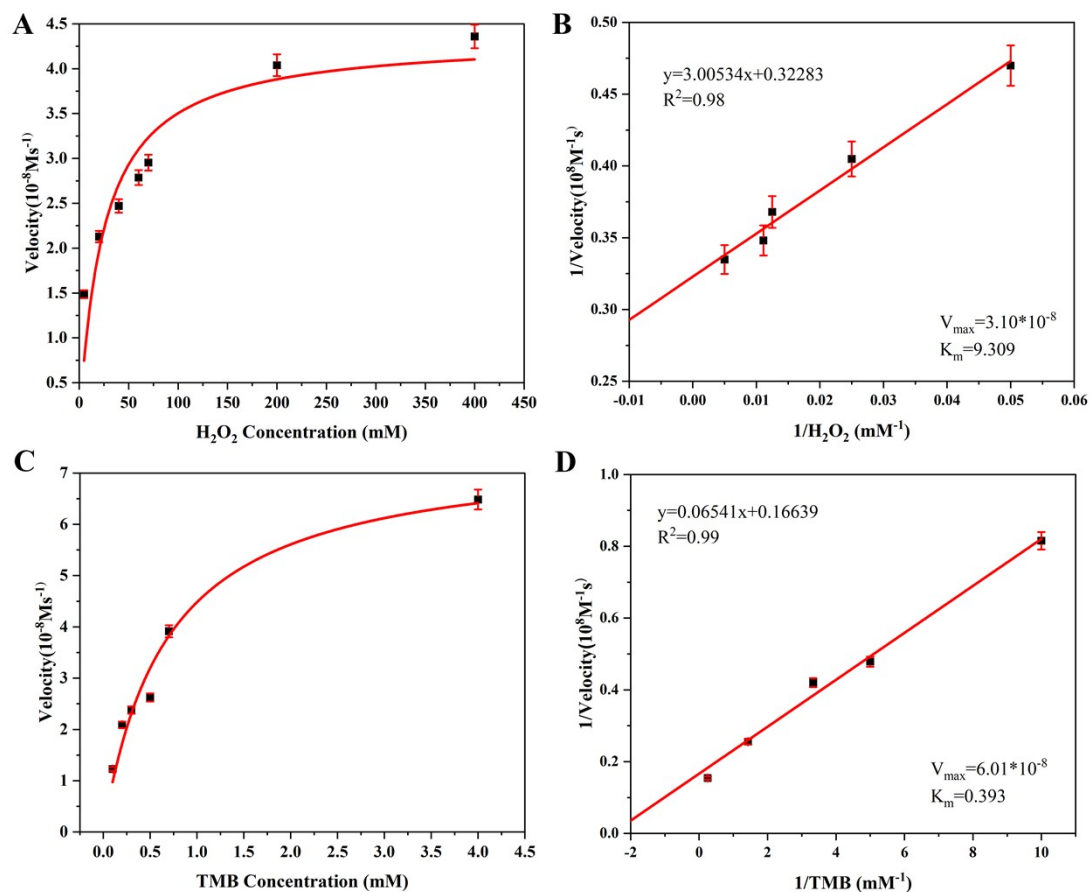 A
4.5
4.0
3.5
3.0
2.5
2.0
1.5
1.0
0.5
0 50 100 150 200 250 300 350 400 450
Velocity(10⁻⁸Ms⁻¹)
H₂O₂ Concentration (mM)
B
y=3.00534x+0.32283
R²=0.98
0.50
0.45
0.40
0.35
0.30
0.25
-0.01 0.00 0.01 0.02 0.03 0.04 0.05 0.06
1/Velocity(10⁸M⁻¹s)
Vmax=3.10*10⁻⁸
Km=9.309
1/H₂O₂ (mM⁻¹)
C
7
6
5
4
3
2
1
0
0.0 0.5 1.0 1.5 2.0 2.5 3.0 3.5 4.0 4.5
Velocity(10⁻⁸Ms⁻¹)
TMB Concentration (mM)
D
y=0.06541x+0.16639
R²=0.99
1.0
0.8
0.6
0.4
0.2
0.0
-2 0 2 4 6 8 10
1/Velocity(10⁸M⁻¹s)
Vmax=6.01*10⁻⁸
Km=0.393
1/TMB (mM⁻¹)